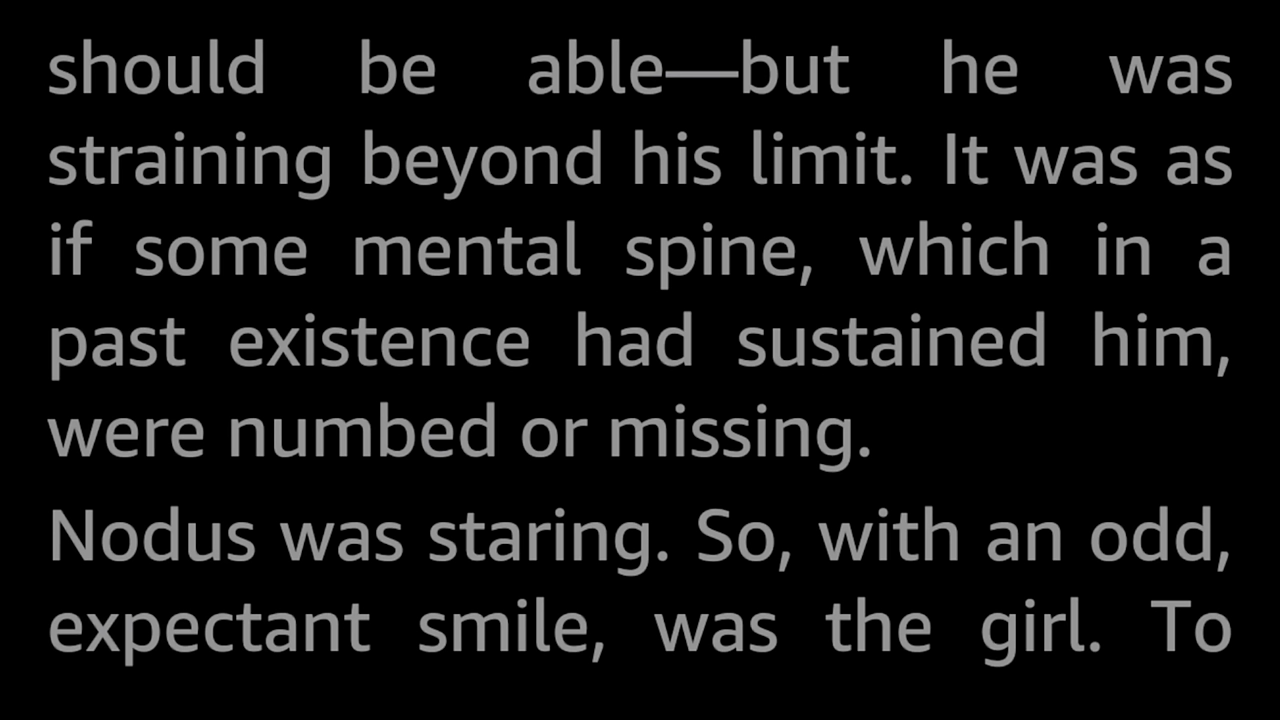 should be able—but he was
straining beyond his limit. It was as
if some mental spine, which in a
past existence had sustained him,
were numbed or missing.
Nodus was staring. So, with an odd,
expectant smile, was the girl. To